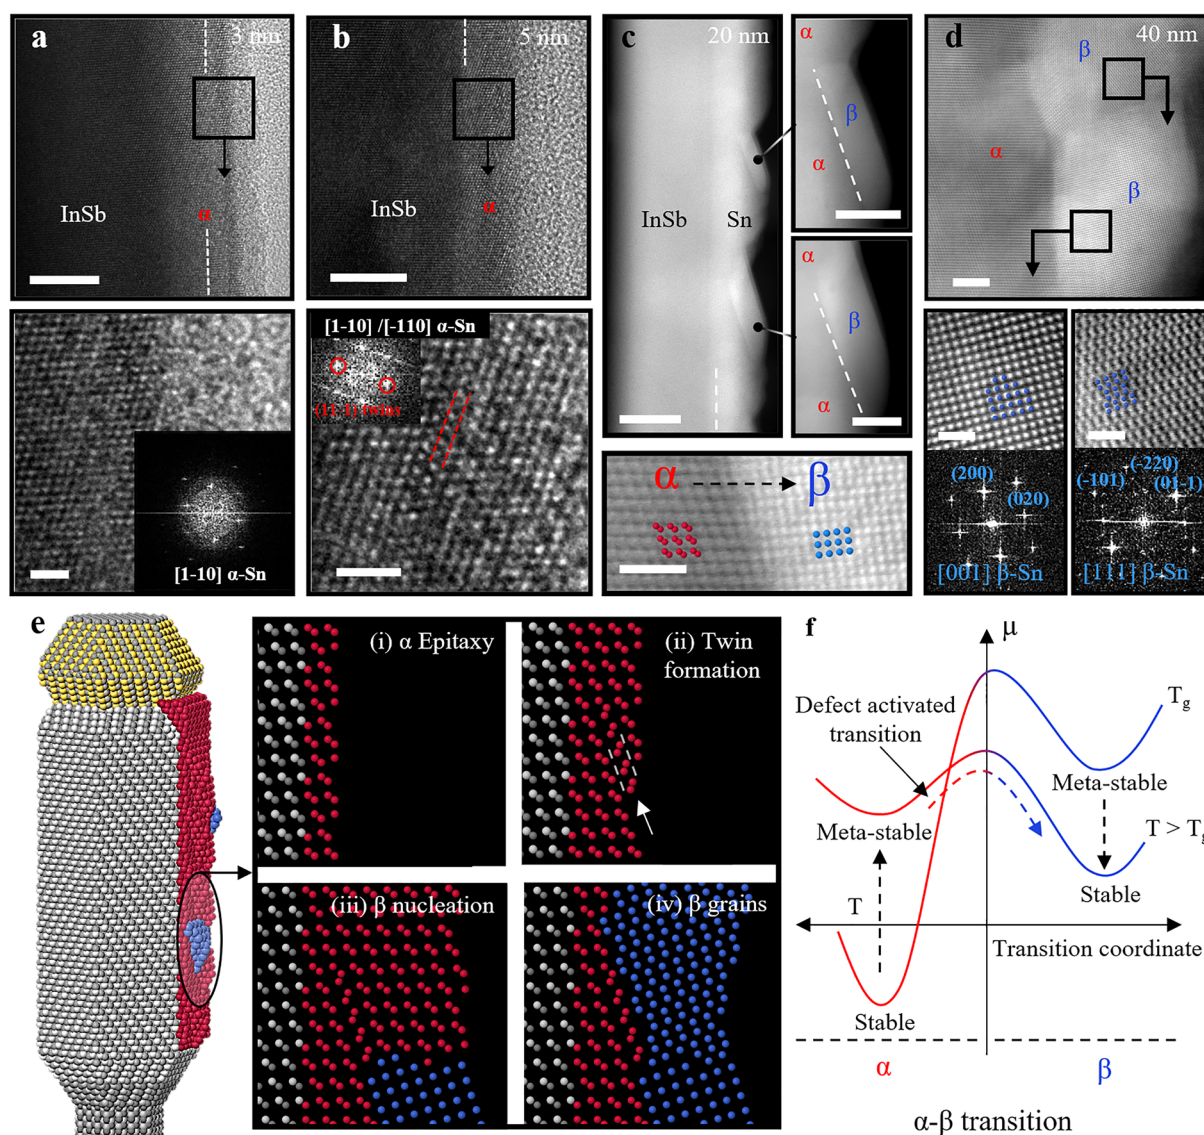 a
3 nm
InSb
α
[1-10] α-Sn
b
5 nm
InSb
α
[1-10] /[-110] α-Sn
(11-1) twins
c
20 nm
InSb
Sn
α
β
α
α
β
α
α
β
d
40 nm
β
α
β
(200)
(020)
[001] β-Sn
(-220)
(-101)
(01-1)
[111] β-Sn
e
(i) α Epitaxy
(ii) Twin
formation
(iii) β nucleation
(iv) β grains
f
μ
Defect activated
transition
T_g
Meta-stable
Meta-stable
T > T_g
Stable
T
Transition coordinate
Stable
α
β
α-β transition